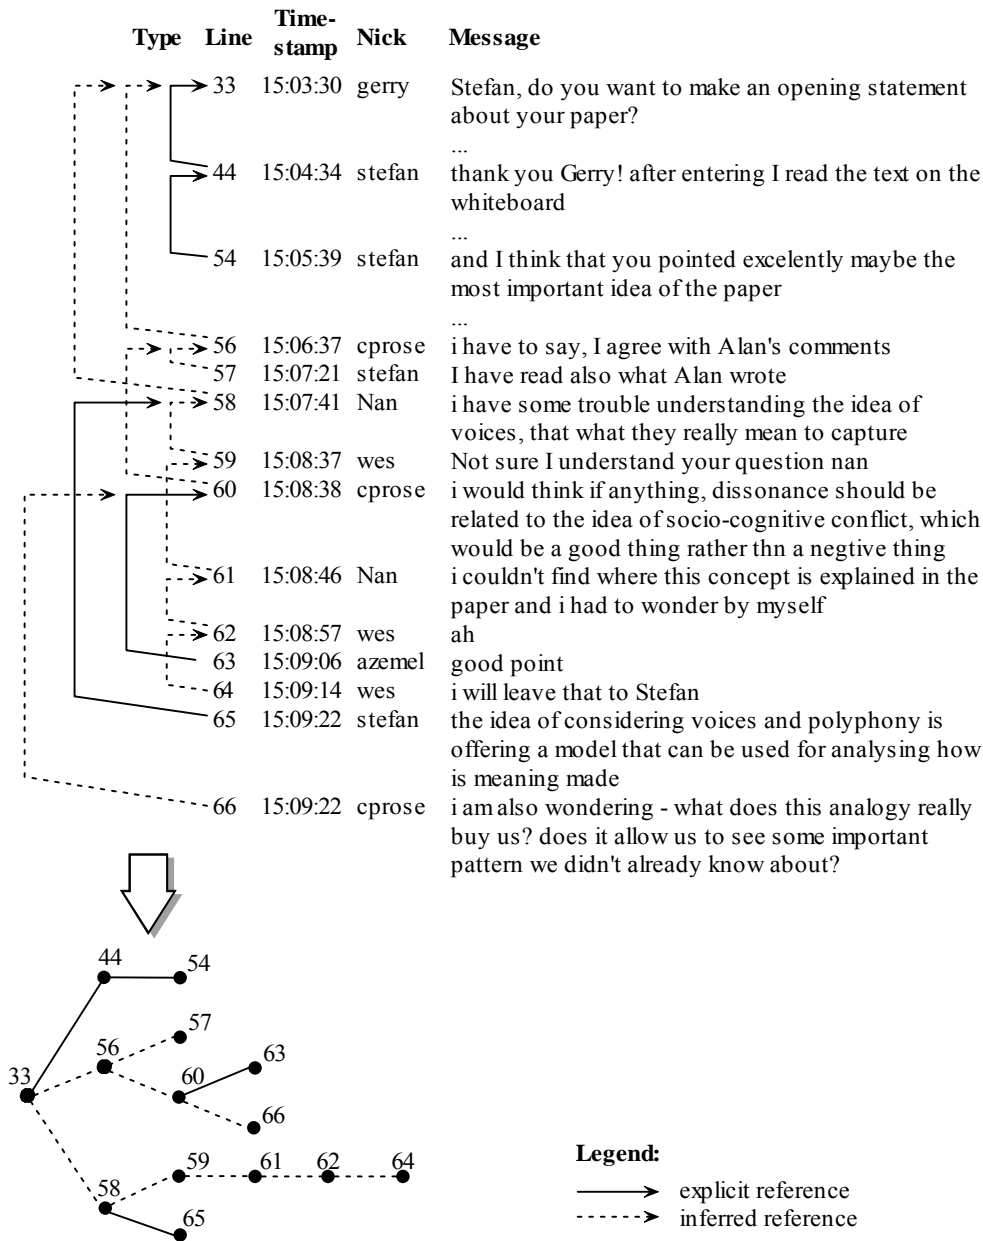 Type Line Time-stamp Nick Message
33 15:03:30 gerry Stefan, do you want to make an opening statement
about your paper?
...
44 15:04:34 stefan thank you Gerry! after entering I read the text on the
whiteboard
...
54 15:05:39 stefan and I think that you pointed excelently maybe the
most important idea of the paper
...
56 15:06:37 cprose i have to say, I agree with Alan's comments
57 15:07:21 stefan I have read also what Alan wrote
58 15:07:41 Nan i have some trouble understanding the idea of
voices, that what they really mean to capture
59 15:08:37 wes Not sure I understand your question nan
60 15:08:38 cprose i would think if anything, dissonance should be
related to the idea of socio-cognitive conflict, which
would be a good thing rather thn a negtive thing
61 15:08:46 Nan i couldn't find where this concept is explained in the
paper and i had to wonder by myself
62 15:08:57 wes ah
63 15:09:06 azemel good point
64 15:09:14 wes i will leave that to Stefan
65 15:09:22 stefan the idea of considering voices and polyphony is
offering a model that can be used for analysing how
is meaning made
66 15:09:22 cprose i am also wondering - what does this analogy really
buy us? does it allow us to see some important
pattern we didn't already know about?
44 54
57
56 63
33 60
66
59 61 62 64
58
65
Legend:
explicit reference
inferred reference